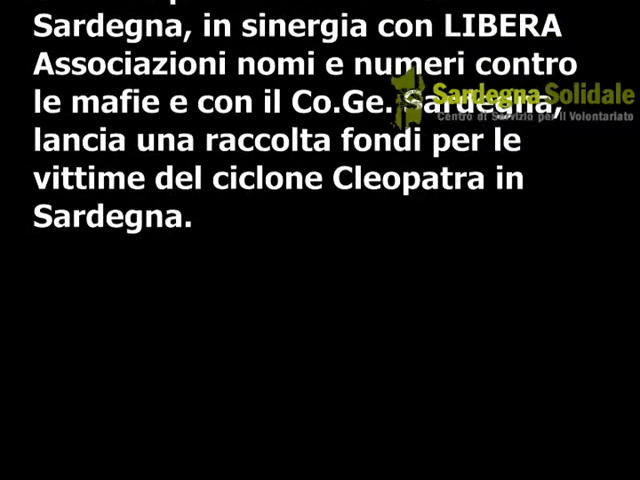 Sardegna, in sinergia con LIBERA
Associazioni nomi e numeri contro
le mafie e con il Co.Ge. Sardegna,
lancia una raccolta fondi per le
vittime del ciclone Cleopatra in
Sardegna.
Sardegna Solidale
Centro di Servizio per il Volontariato